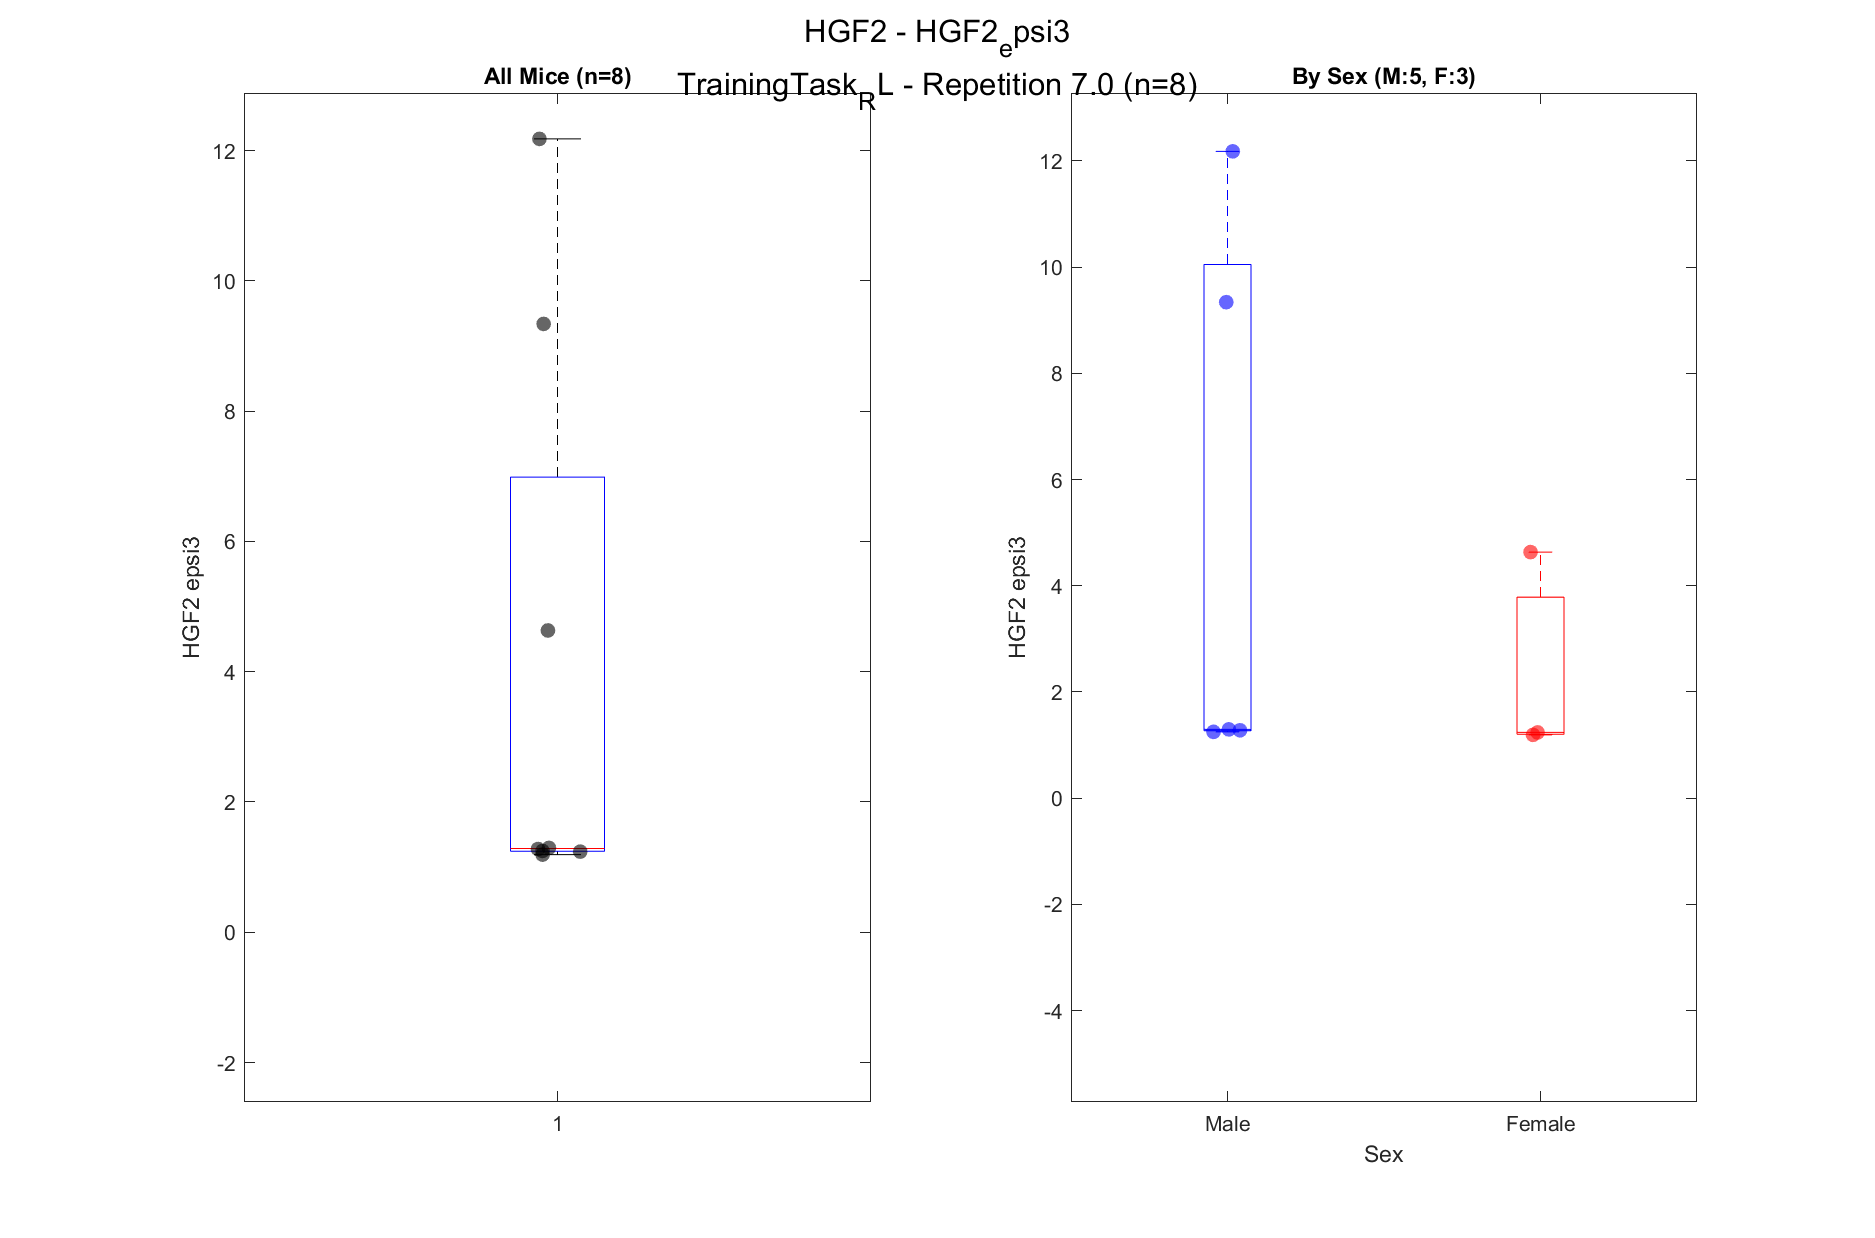 HGF2 - HGF2_epsi3
TrainingTask_RL - Repetition 7.0 (n=8)
All Mice (n=8)
HGF2 epsi3
12
10
8
6
4
2
0
-2
1
By Sex (M:5, F:3)
HGF2 epsi3
12
10
8
6
4
2
0
-2
-4
Male
Female
Sex